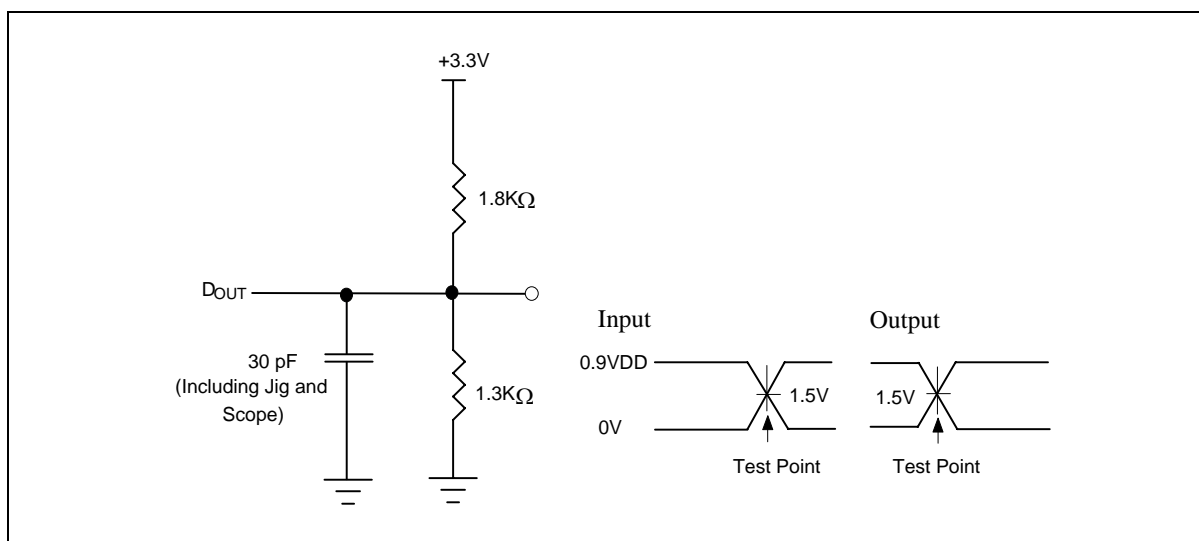 +3.3V
1.8KΩ
DOUT
30 pF
(Including Jig and
Scope)
1.3KΩ
Input
Output
0.9VDD
1.5V
1.5V
0V
Test Point
Test Point